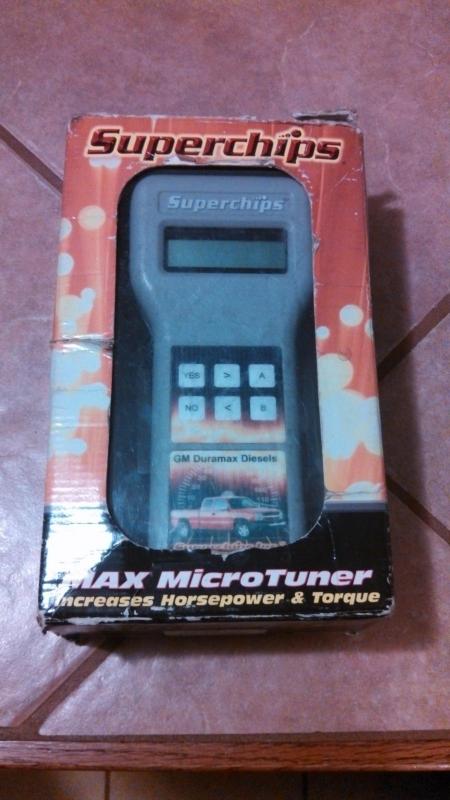 Superchips
Superchips
YES > A
NO < B
GM Duramax Diesels
MAX MicroTuner
Increases Horsepower & Torque